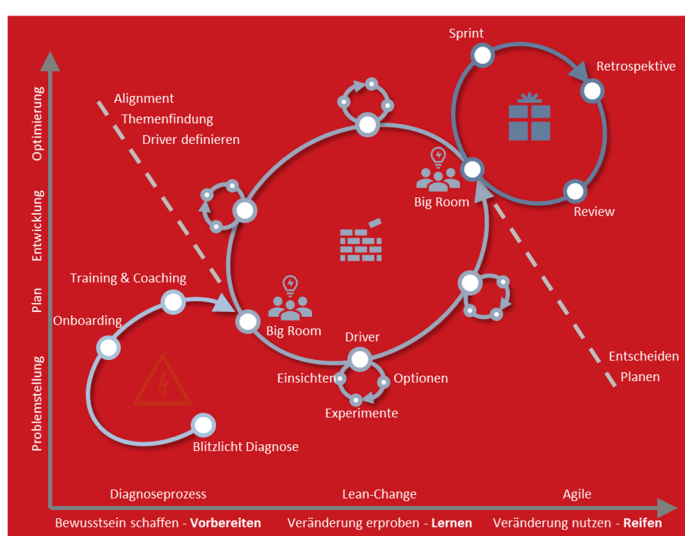 Sprint
Retrospektive
Alignment
Themenfindung
Driver definieren
Big Room
Review
Training & Coaching
Onboarding
Big Room
Driver
Einsichten
Optionen
Experimente
Entscheiden
Planen
Blitzlicht Diagnose
Optimierung
Entwicklung
Plan
Problemstellung
Diagnoseprozess
Lean-Change
Agile
Bewusstsein schaffen - Vorbereiten
Veränderung erproben - Lernen
Veränderung nutzen - Reifen